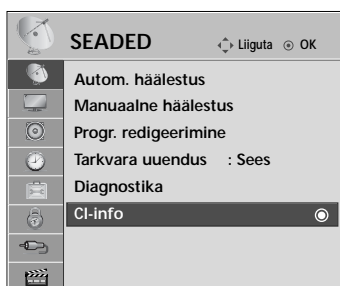 SEADED Liiguta OK
Autom. häälestus
Manuaalne häälestus
Progr. redigeerimine
Tarkvara uuendus : Sees
Diagnostika
CI-info